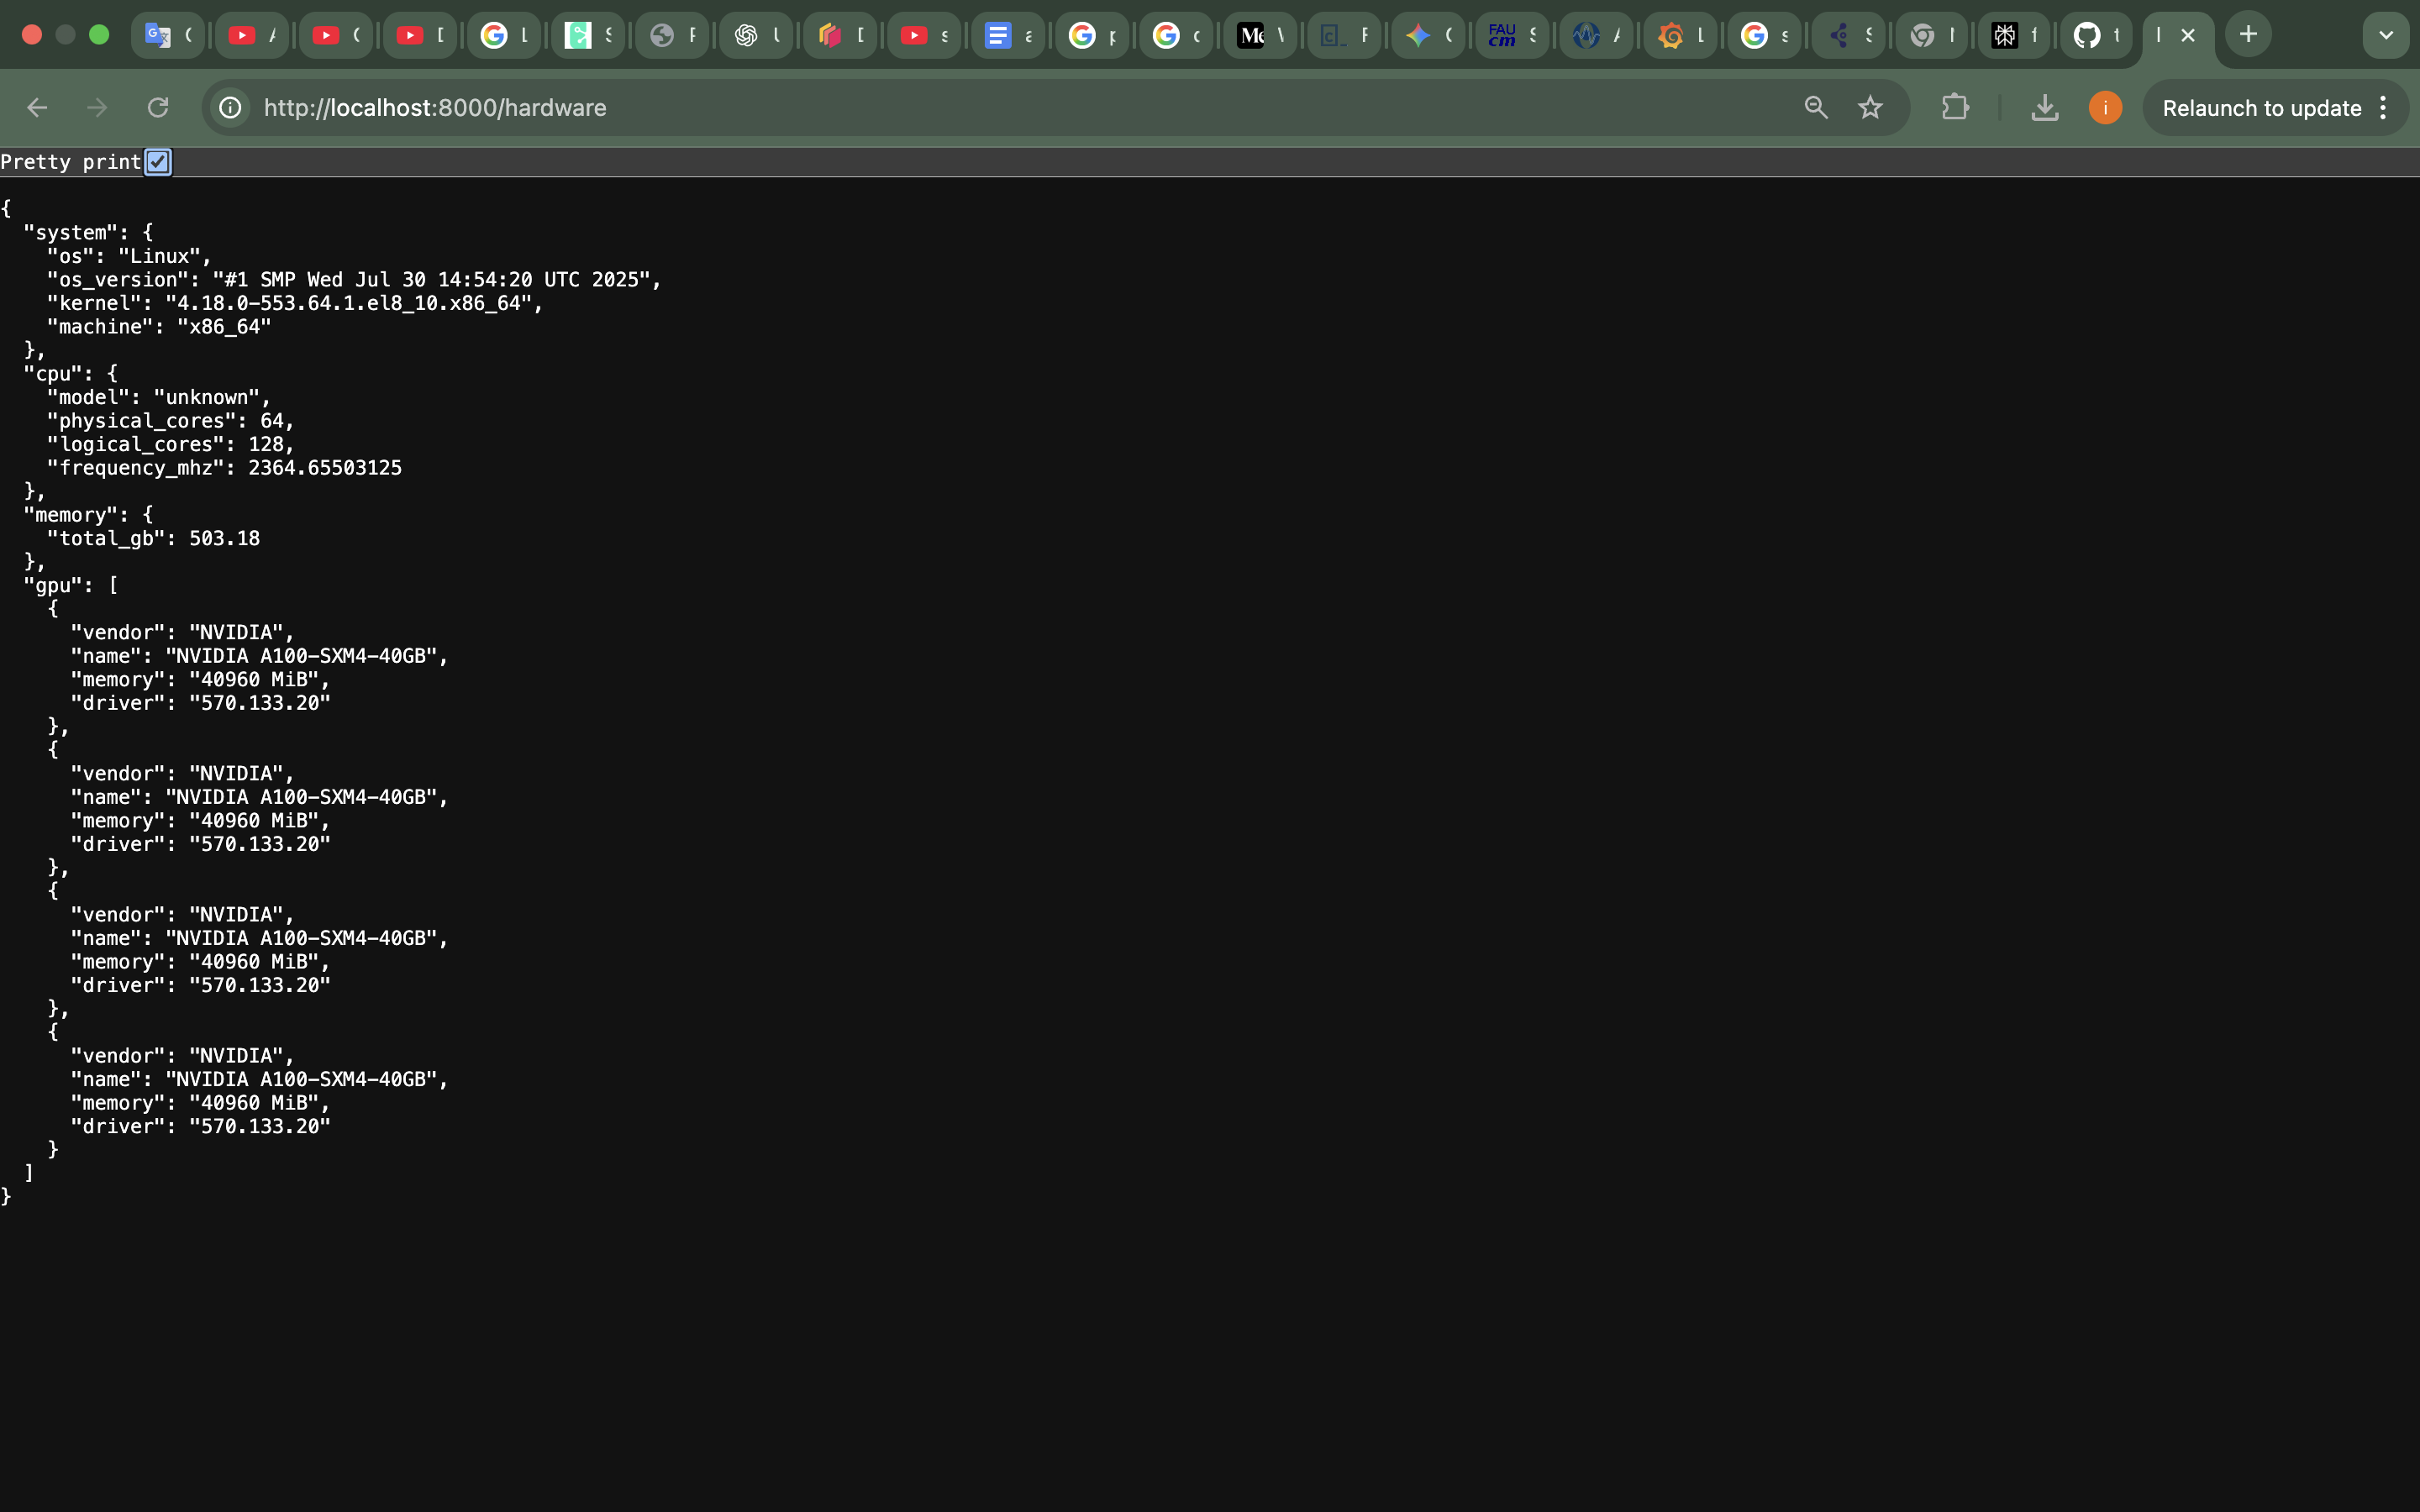 http://localhost:8000/hardware
Relaunch to update
Pretty print
{
  "system": {
    "os": "Linux",
    "os_version": "#1 SMP Wed Jul 30 14:54:20 UTC 2025",
    "kernel": "4.18.0-553.64.1.el8_10.x86_64",
    "machine": "x86_64"
  },
  "cpu": {
    "model": "unknown",
    "physical_cores": 64,
    "logical_cores": 128,
    "frequency_mhz": 2364.65503125
  },
  "memory": {
    "total_gb": 503.18
  },
  "gpu": [
    {
      "vendor": "NVIDIA",
      "name": "NVIDIA A100-SXM4-40GB",
      "memory": "40960 MiB",
      "driver": "570.133.20"
    },
    {
      "vendor": "NVIDIA",
      "name": "NVIDIA A100-SXM4-40GB",
      "memory": "40960 MiB",
      "driver": "570.133.20"
    },
    {
      "vendor": "NVIDIA",
      "name": "NVIDIA A100-SXM4-40GB",
      "memory": "40960 MiB",
      "driver": "570.133.20"
    },
    {
      "vendor": "NVIDIA",
      "name": "NVIDIA A100-SXM4-40GB",
      "memory": "40960 MiB",
      "driver": "570.133.20"
    }
  ]
}